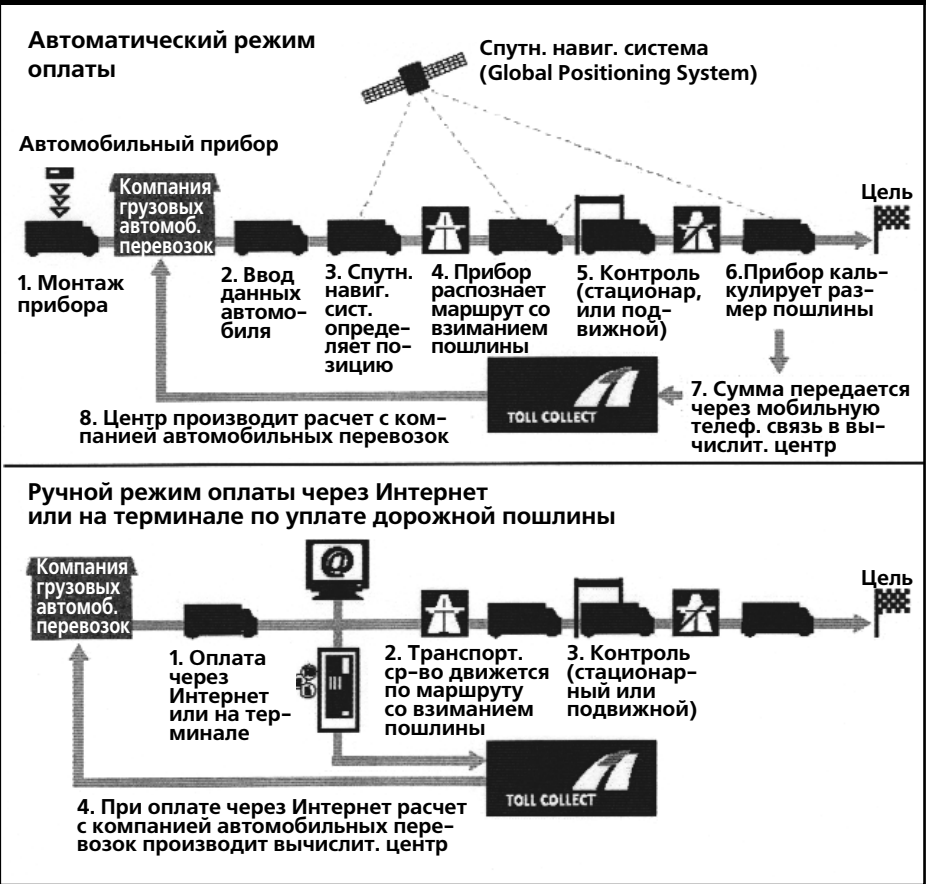 Автоматический режим
оплаты
Спутн. навиг. система
(Global Positioning System)
Автомобильный прибор
Компания
грузовых
автомоб.
перевозок
Цель
1. Монтаж
прибора
2. Ввод
данных
автомо-
биля
3. Спутн.
навиг.
сист.
опреде-
ляет по-
зицию
4. Прибор
распознает
маршрут со
взиманием
пошлины
5. Контроль
(стационар,
или под-
вижной)
6.Прибор каль-
кулирует раз-
мер пошлины
7. Сумма передается
через мобильную
телеф. связь в вы-
числит. центр
TOLL COLLECT
8. Центр производит расчет с ком-
панией автомобильных перевозок
Ручной режим оплаты через Интернет
или на терминале по уплате дорожной пошлины
Компания
грузовых
автомоб.
перевозок
@
Цель
1. Оплата
через
Интернет
или на тер-
минале
2. Транспорт.
ср-во движется
по маршруту
со взиманием
пошлины
3. Контроль
(стационар-
ный или
подвижной)
TOLL COLLECT
4. При оплате через Интернет расчет
с компанией автомобильных пере-
возок производит вычислит. центр